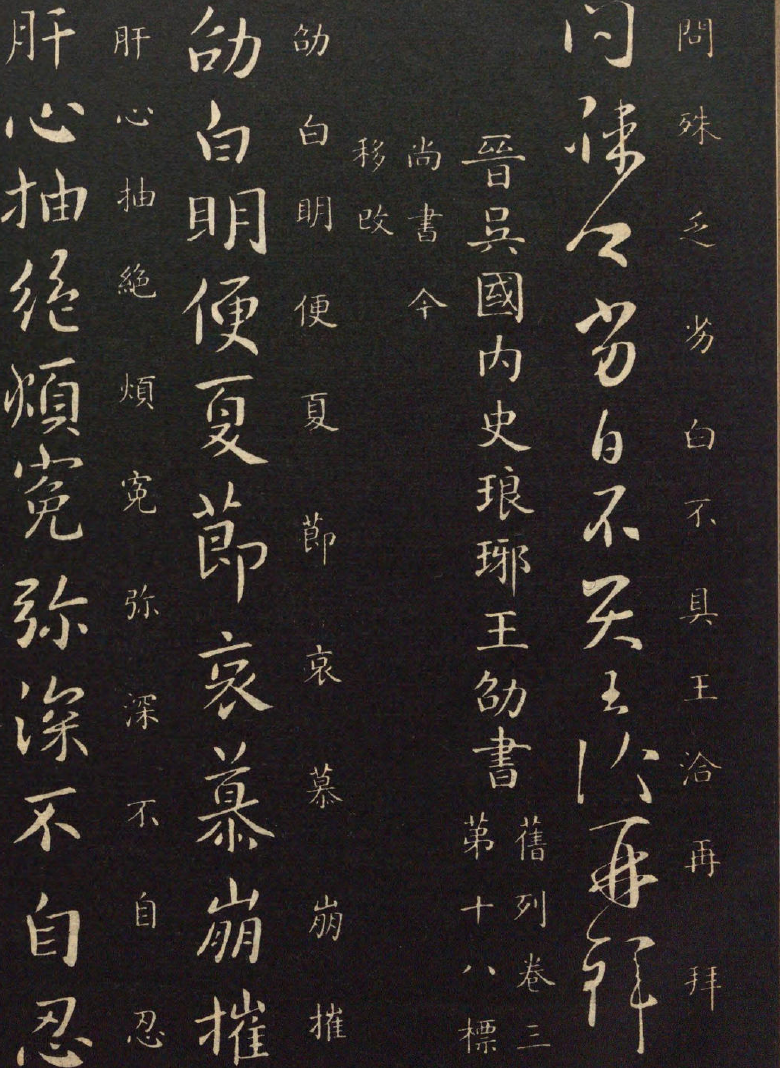 問殊乏劣白不具王洽再拜
問殊乏劣白不具王洽再拜
晉吳國内史琅琊王劭書
舊列卷三
第十八標
尚書令
移改
劭白明便夏節哀慕崩摧
劭白明便夏節哀慕崩摧
肝心抽絶煩寃弥深不自忍
肝心抽絶煩寃弥深不自忍